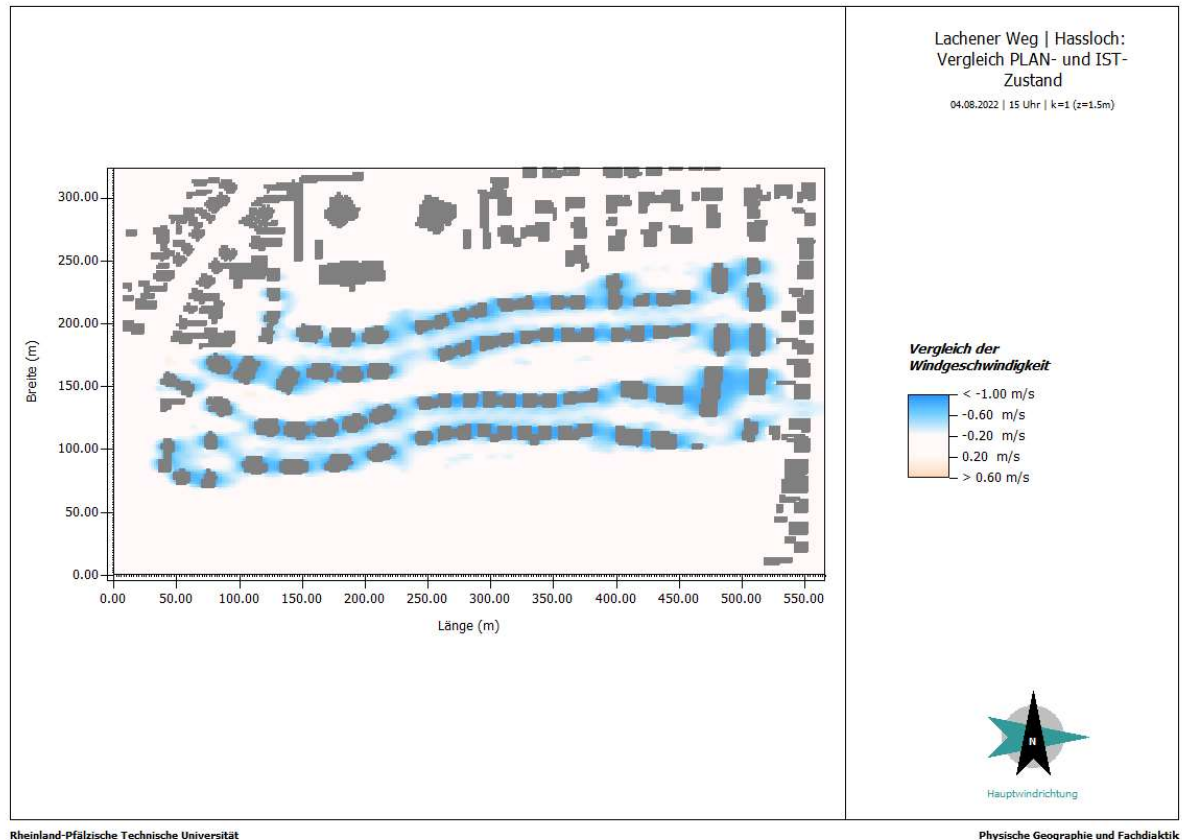 Lachener Weg | Hassloch:
Vergleich PLAN- und IST-
Zustand
04.08.2022 | 15 Uhr | k=1 (z=1.5m)
300.00
250.00
200.00
150.00
100.00
50.00
0.00
Breite (m)
0.00 50.00 100.00 150.00 200.00 250.00 300.00 350.00 400.00 450.00 500.00 550.00
Länge (m)
Vergleich der
Windgeschwindigkeit
< -1.00 m/s
-0.60 m/s
-0.20 m/s
0.20 m/s
> 0.60 m/s
N
Hauptwindrichtung
Rheinland-Pfälzische Technische Universität
Physische Geographie und Fachdiaktik